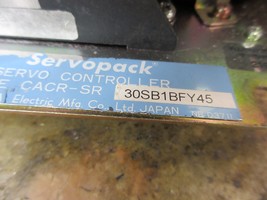 Servopack
SERVO CONTROLLER
CACR-SR 30SB1BFY45
Electric Mfg Co., Ltd. JAPAN